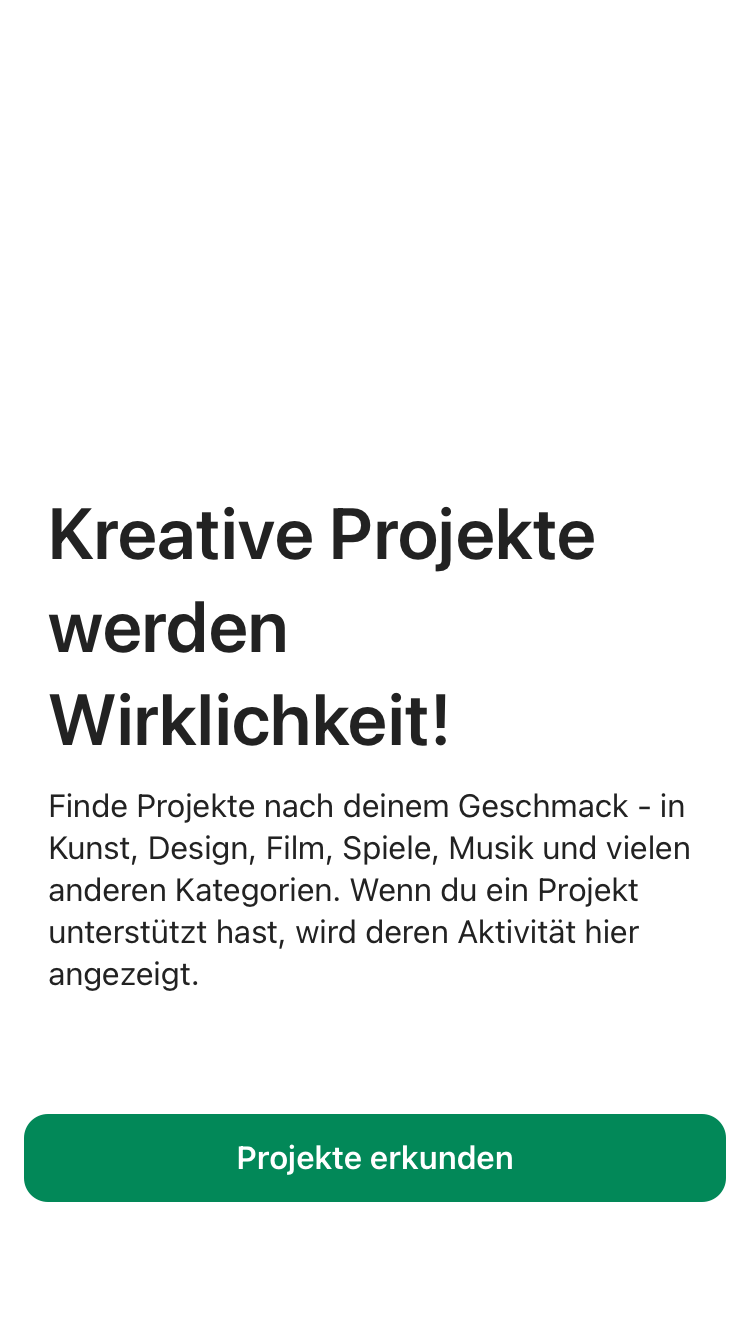 Kreative Projekte
werden
Wirklichkeit!
Finde Projekte nach deinem Geschmack - in
Kunst, Design, Film, Spiele, Musik und vielen
anderen Kategorien. Wenn du ein Projekt
unterstützt hast, wird deren Aktivität hier
angezeigt.
Projekte erkunden